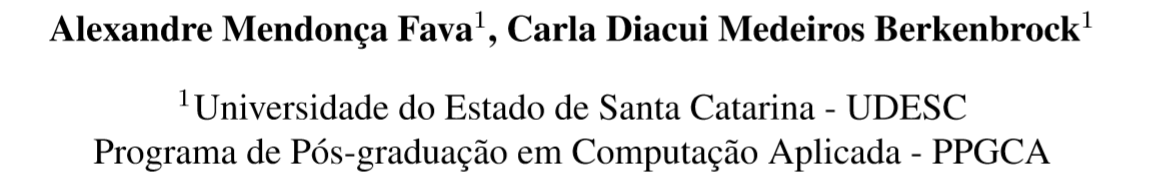 Alexandre Mendonça Fava¹, Carla Diacui Medeiros Berkenbrock¹
¹Universidade do Estado de Santa Catarina - UDESC
Programa de Pós-graduação em Computação Aplicada - PPGCA